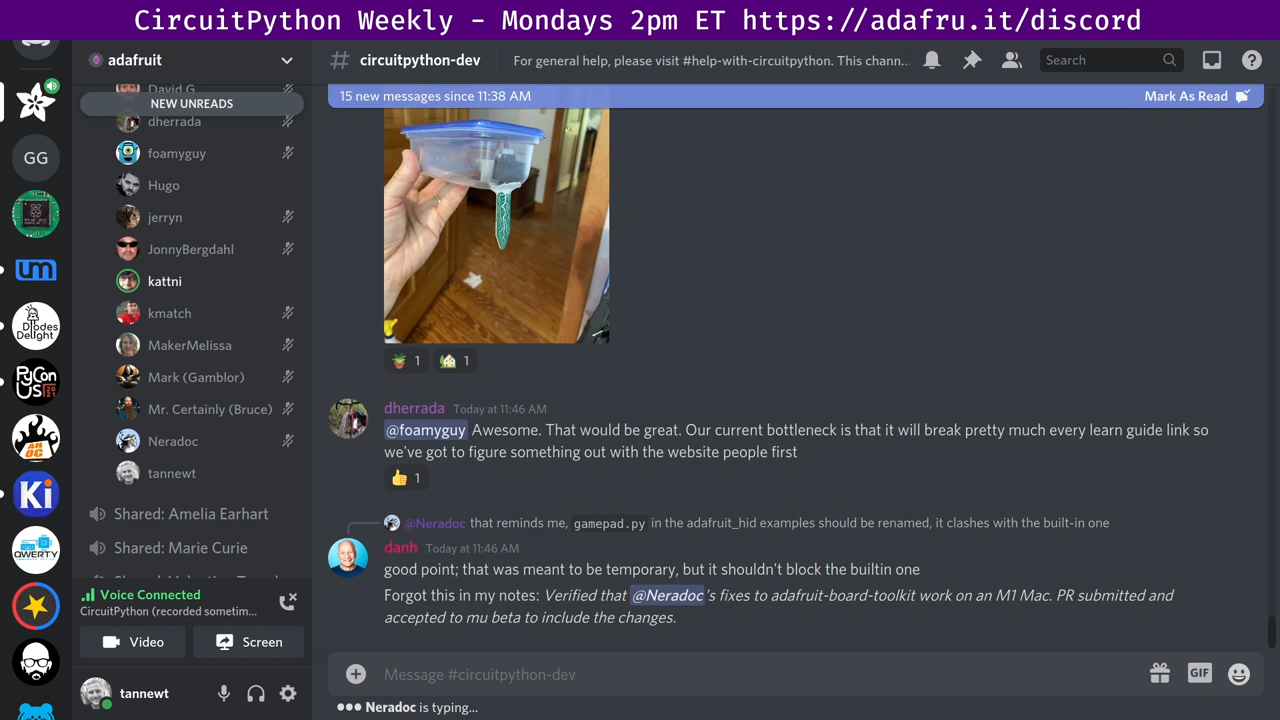 CircuitPython Weekly - Mondays 2pm ET https://adafru.it/discord
adafruit
David G
NEW UNREADS
dherrada
foamyguy
GG
Hugo
jerryn
JonnyBergdahl
um
kattni
Diodes
Delight
kmatch
MakerMelissa
PyCon
US
Mark (Gamblor)
Mr. Certainly (Bruce)
Neradoc
tannewt
Ki
Shared: Amelia Earhart
Shared: Marie Curie
QWERTY
Voice Connected
CircuitPython (recorded sometim...
Video
Screen
tannewt
# circuitpython-dev
For general help, please visit #help-with-circuitpython. This chann...
Search
15 new messages since 11:38 AM
Mark As Read
1
1
dherrada Today at 11:46 AM
@foamyguy Awesome. That would be great. Our current bottleneck is that it will break pretty much every learn guide link so
we've got to figure something out with the website people first
1
@Neradoc that reminds me, gamepad.py in the adafruit_hid examples should be renamed, it clashes with the built-in one
danh Today at 11:46 AM
good point; that was meant to be temporary, but it shouldn't block the builtin one
Forgot this in my notes: Verified that @Neradoc's fixes to adafruit-board-toolkit work on an M1 Mac. PR submitted and
accepted to mu beta to include the changes.
Message #circuitpython-dev
GIF
Neradoc is typing...